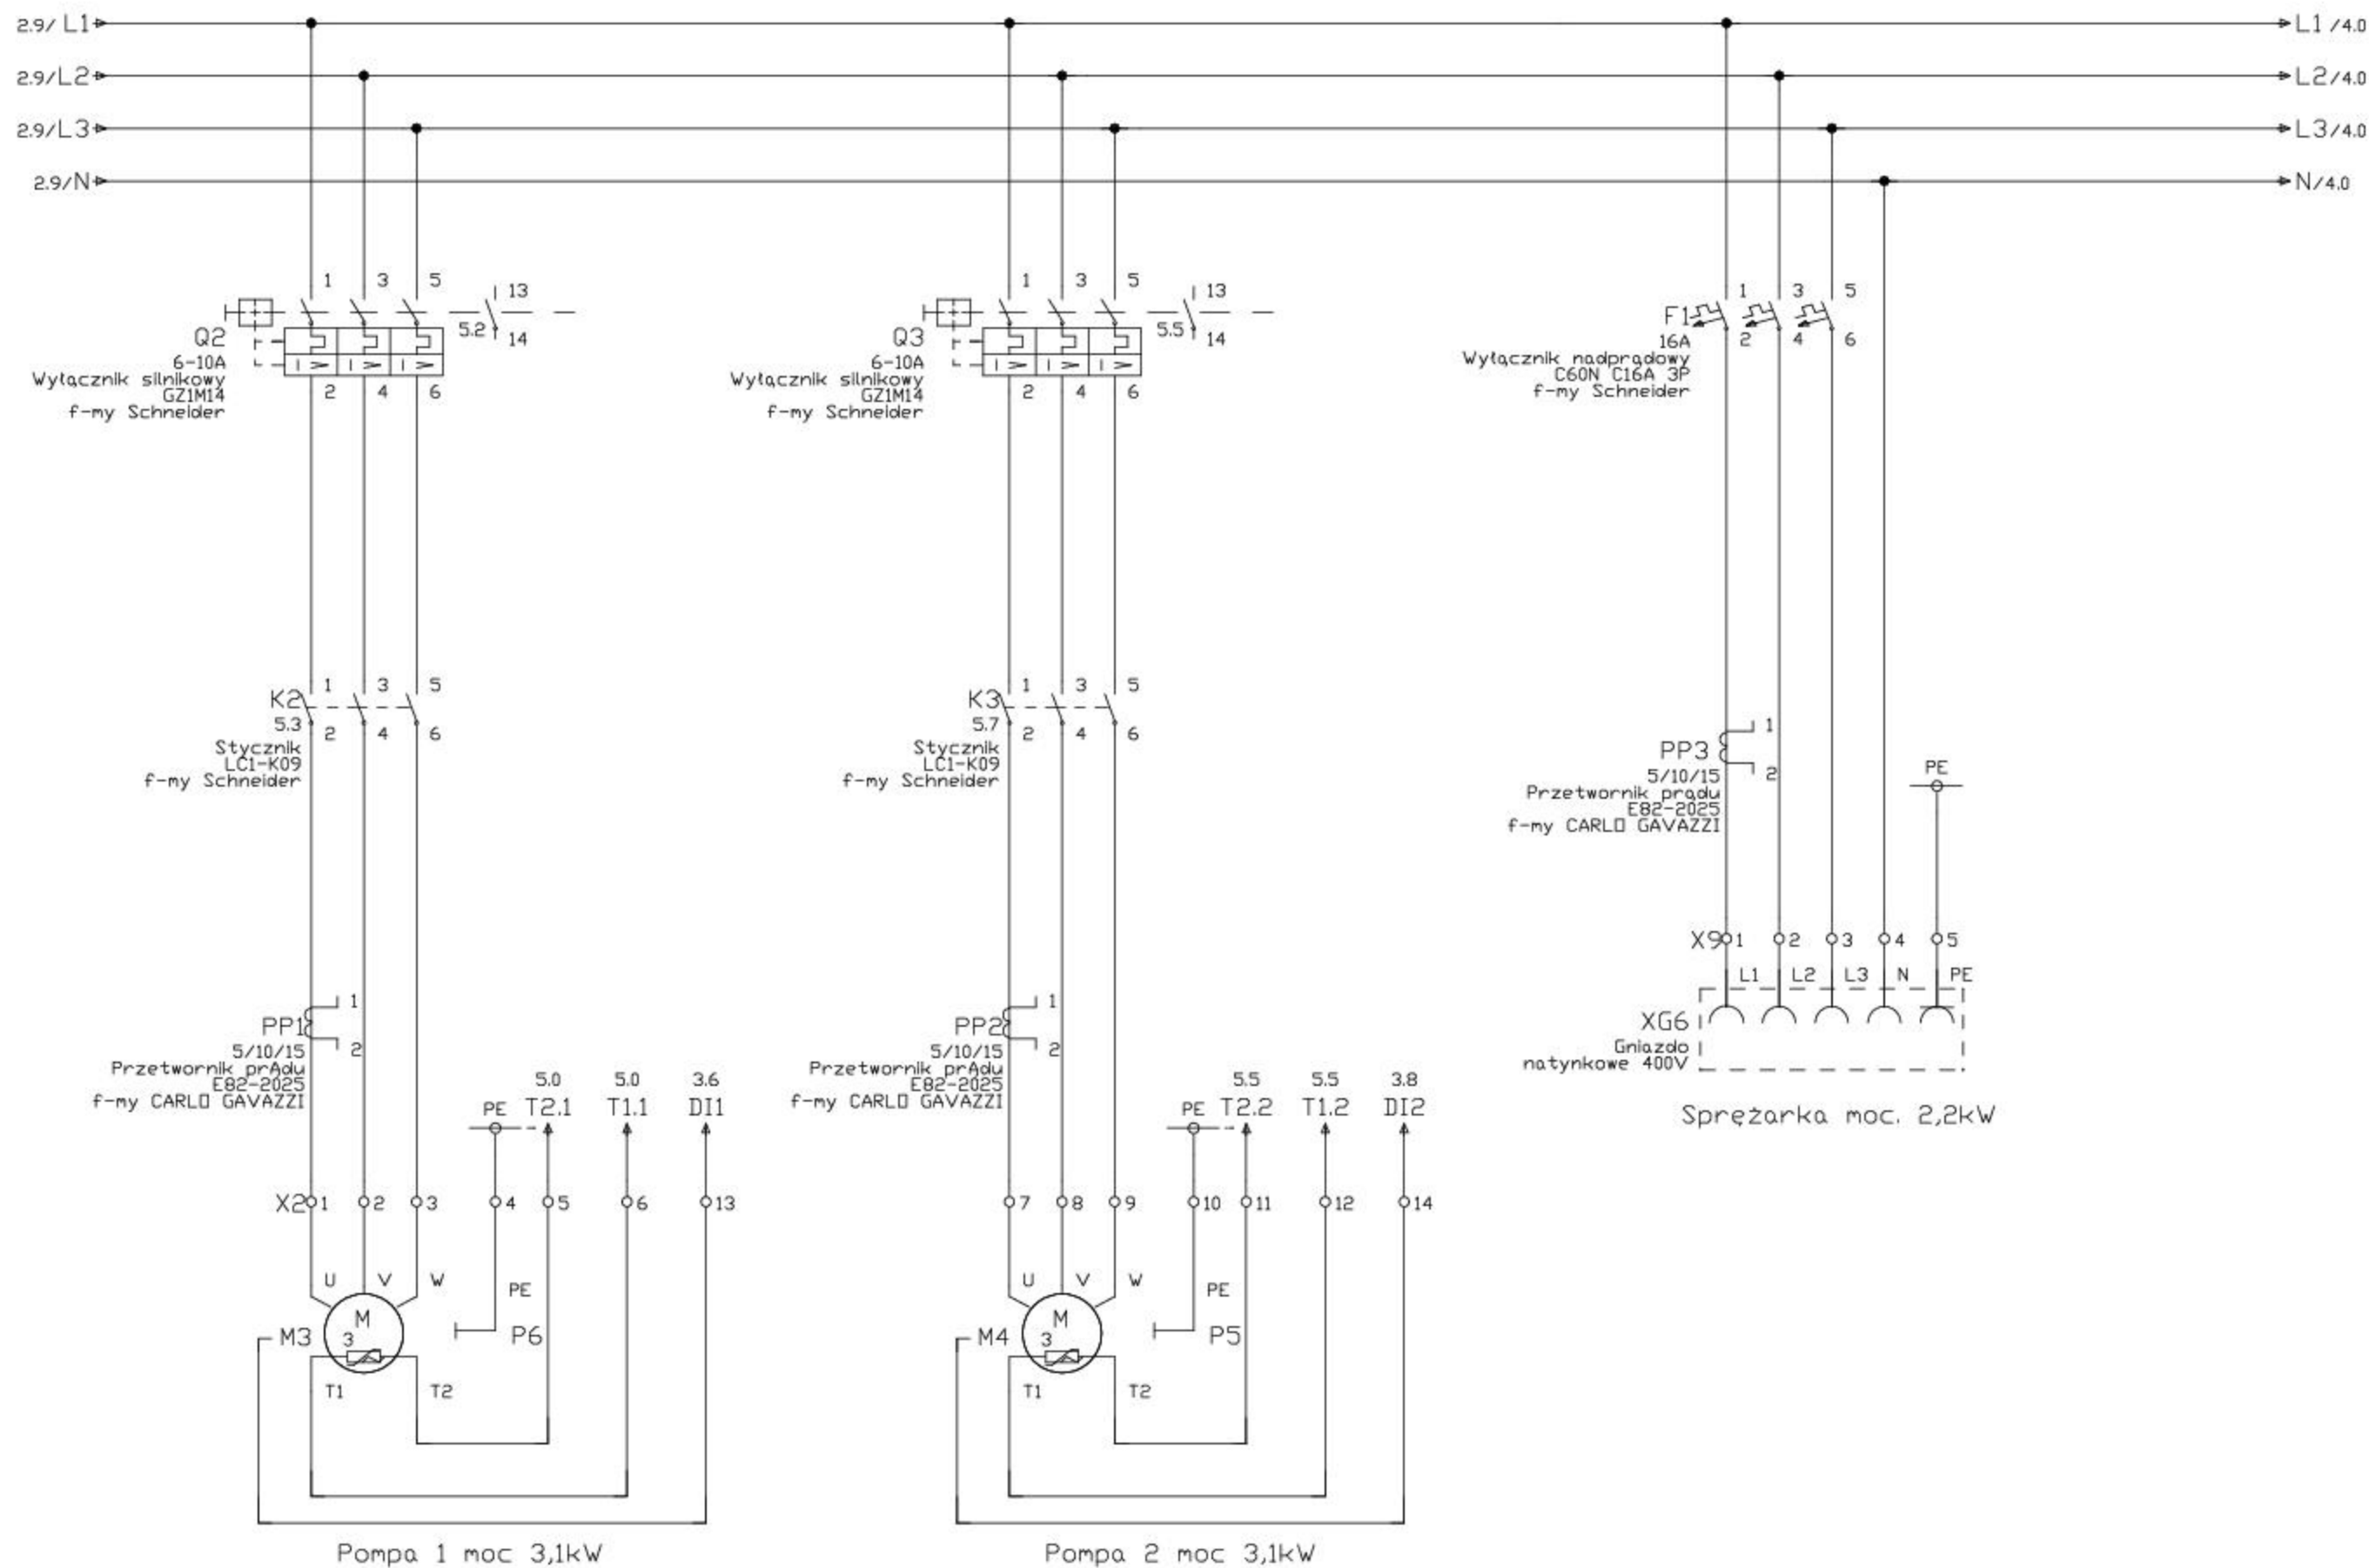 2.9/ L1
L1 /4.0
2.9/L2
L2/4.0
2.9/L3
L3/4.0
2.9/N
N/4.0
1 3 5 13
5.2 14
Q2
6-10A
Wyłącznik silnikowy
GZ1M14
f-my Schneider
I > I > I >
2 4 6
1 3 5 13
5.5 14
Q3
6-10A
Wyłącznik silnikowy
GZ1M14
f-my Schneider
I > I > I >
2 4 6
1 3 5
F1
16A
2 4 6
Wyłącznik nadprądowy
C60N C16A 3P
f-my Schneider
K2 1 3 5
5.3 2 4 6
Stycznik
LC1-K09
f-my Schneider
K3 1 3 5
5.7 2 4 6
Stycznik
LC1-K09
f-my Schneider
1
PP3
2
5/10/15
Przetwornik prądu
E82-2025
f-my CARLO GAVAZZI
PE
X9 1 2 3 4 5
L1 L2 L3 N PE
XG6
Gniazdo
natynkowe 400V
Sprężarka moc. 2,2kW
1
PP1
2
5/10/15
Przetwornik prAdu
E82-2025
f-my CARLO GAVAZZI
5.0 5.0 3.6
PE T2.1 T1.1 DI1
X2 1 2 3 4 5 6 13
U V W PE
M
M3 3 P6
T1 T2
Pompa 1 moc 3,1kW
1
PP2
2
5/10/15
Przetwornik prAdu
E82-2025
f-my CARLO GAVAZZI
5.5 5.5 3.8
PE T2.2 T1.2 DI2
7 8 9 10 11 12 14
U V W PE
M
M4 3 P5
T1 T2
Pompa 2 moc 3,1kW